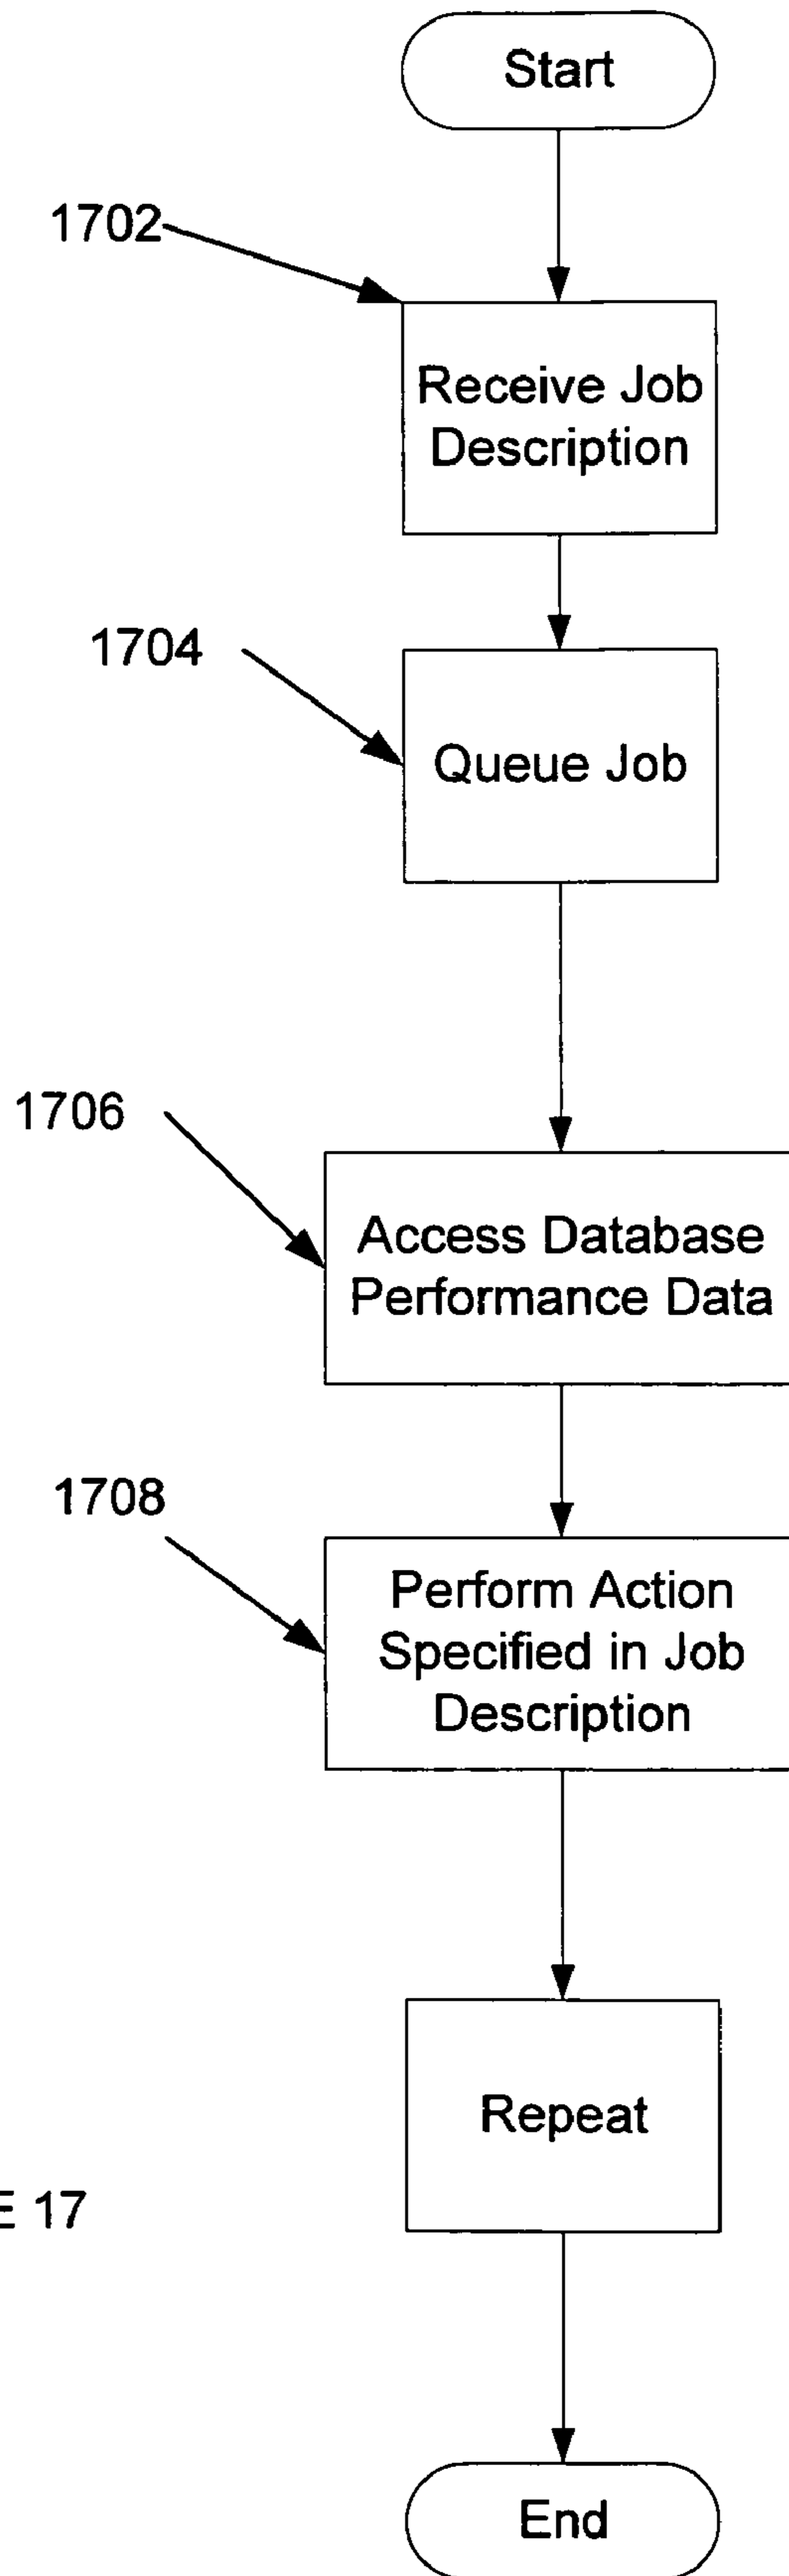 Start
1702
Receive Job
Description
1704
Queue Job
1706
Access Database
Performance Data
1708
Perform Action
Specified in Job
Description
Repeat
E 17
End